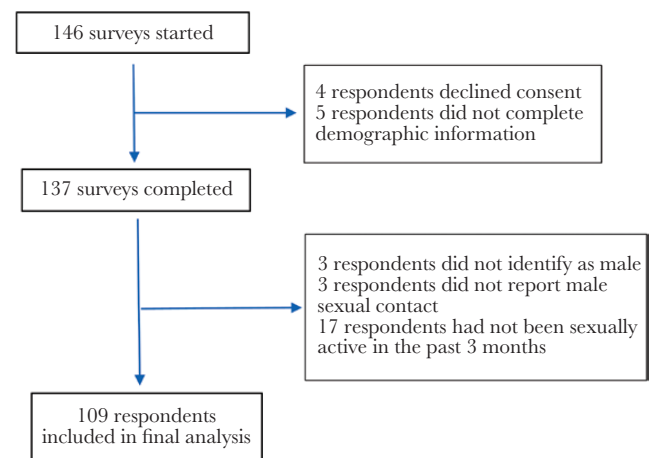 146 surveys started
4 respondents declined consent
5 respondents did not complete
demographic information
137 surveys completed
3 respondents did not identify as male
3 respondents did not report male
sexual contact
17 respondents had not been sexually
active in the past 3 months
109 respondents
included in final analysis